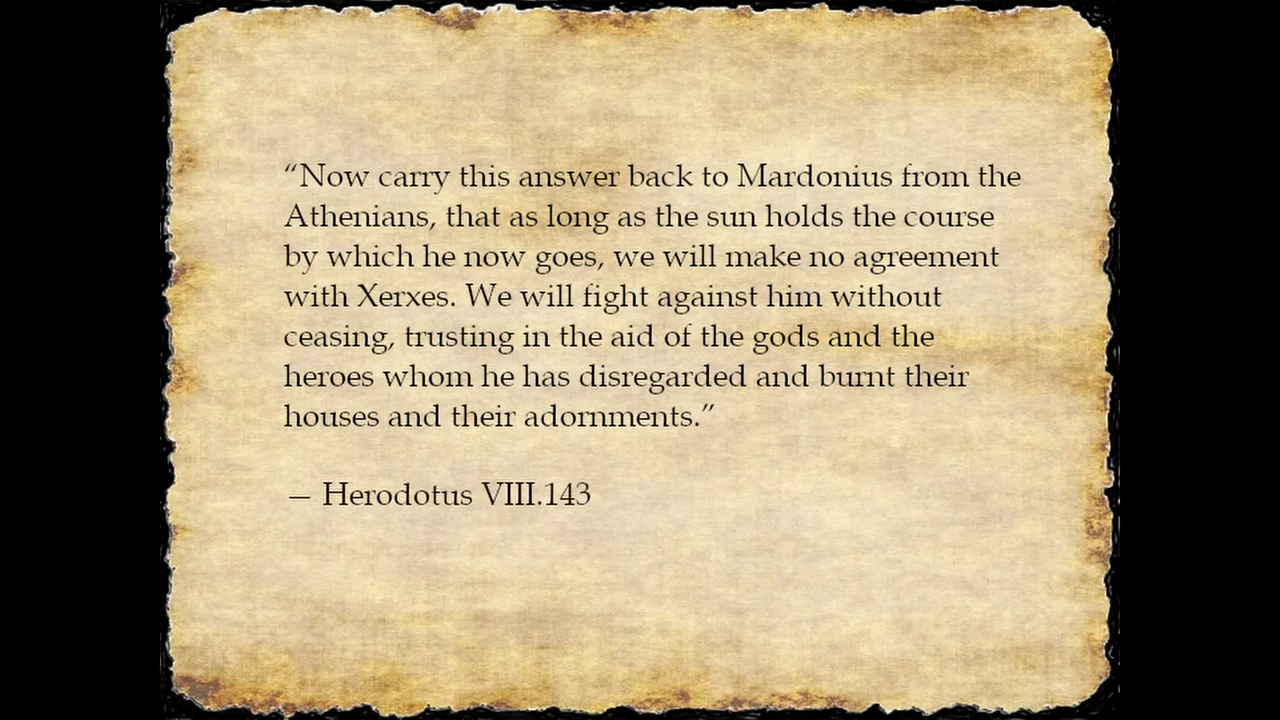 “Now carry this answer back to Mardonius from the
Athenians, that as long as the sun holds the course
by which he now goes, we will make no agreement
with Xerxes. We will fight against him without
ceasing, trusting in the aid of the gods and the
heroes whom he has disregarded and burnt their
houses and their adornments.”
— Herodotus VIII.143